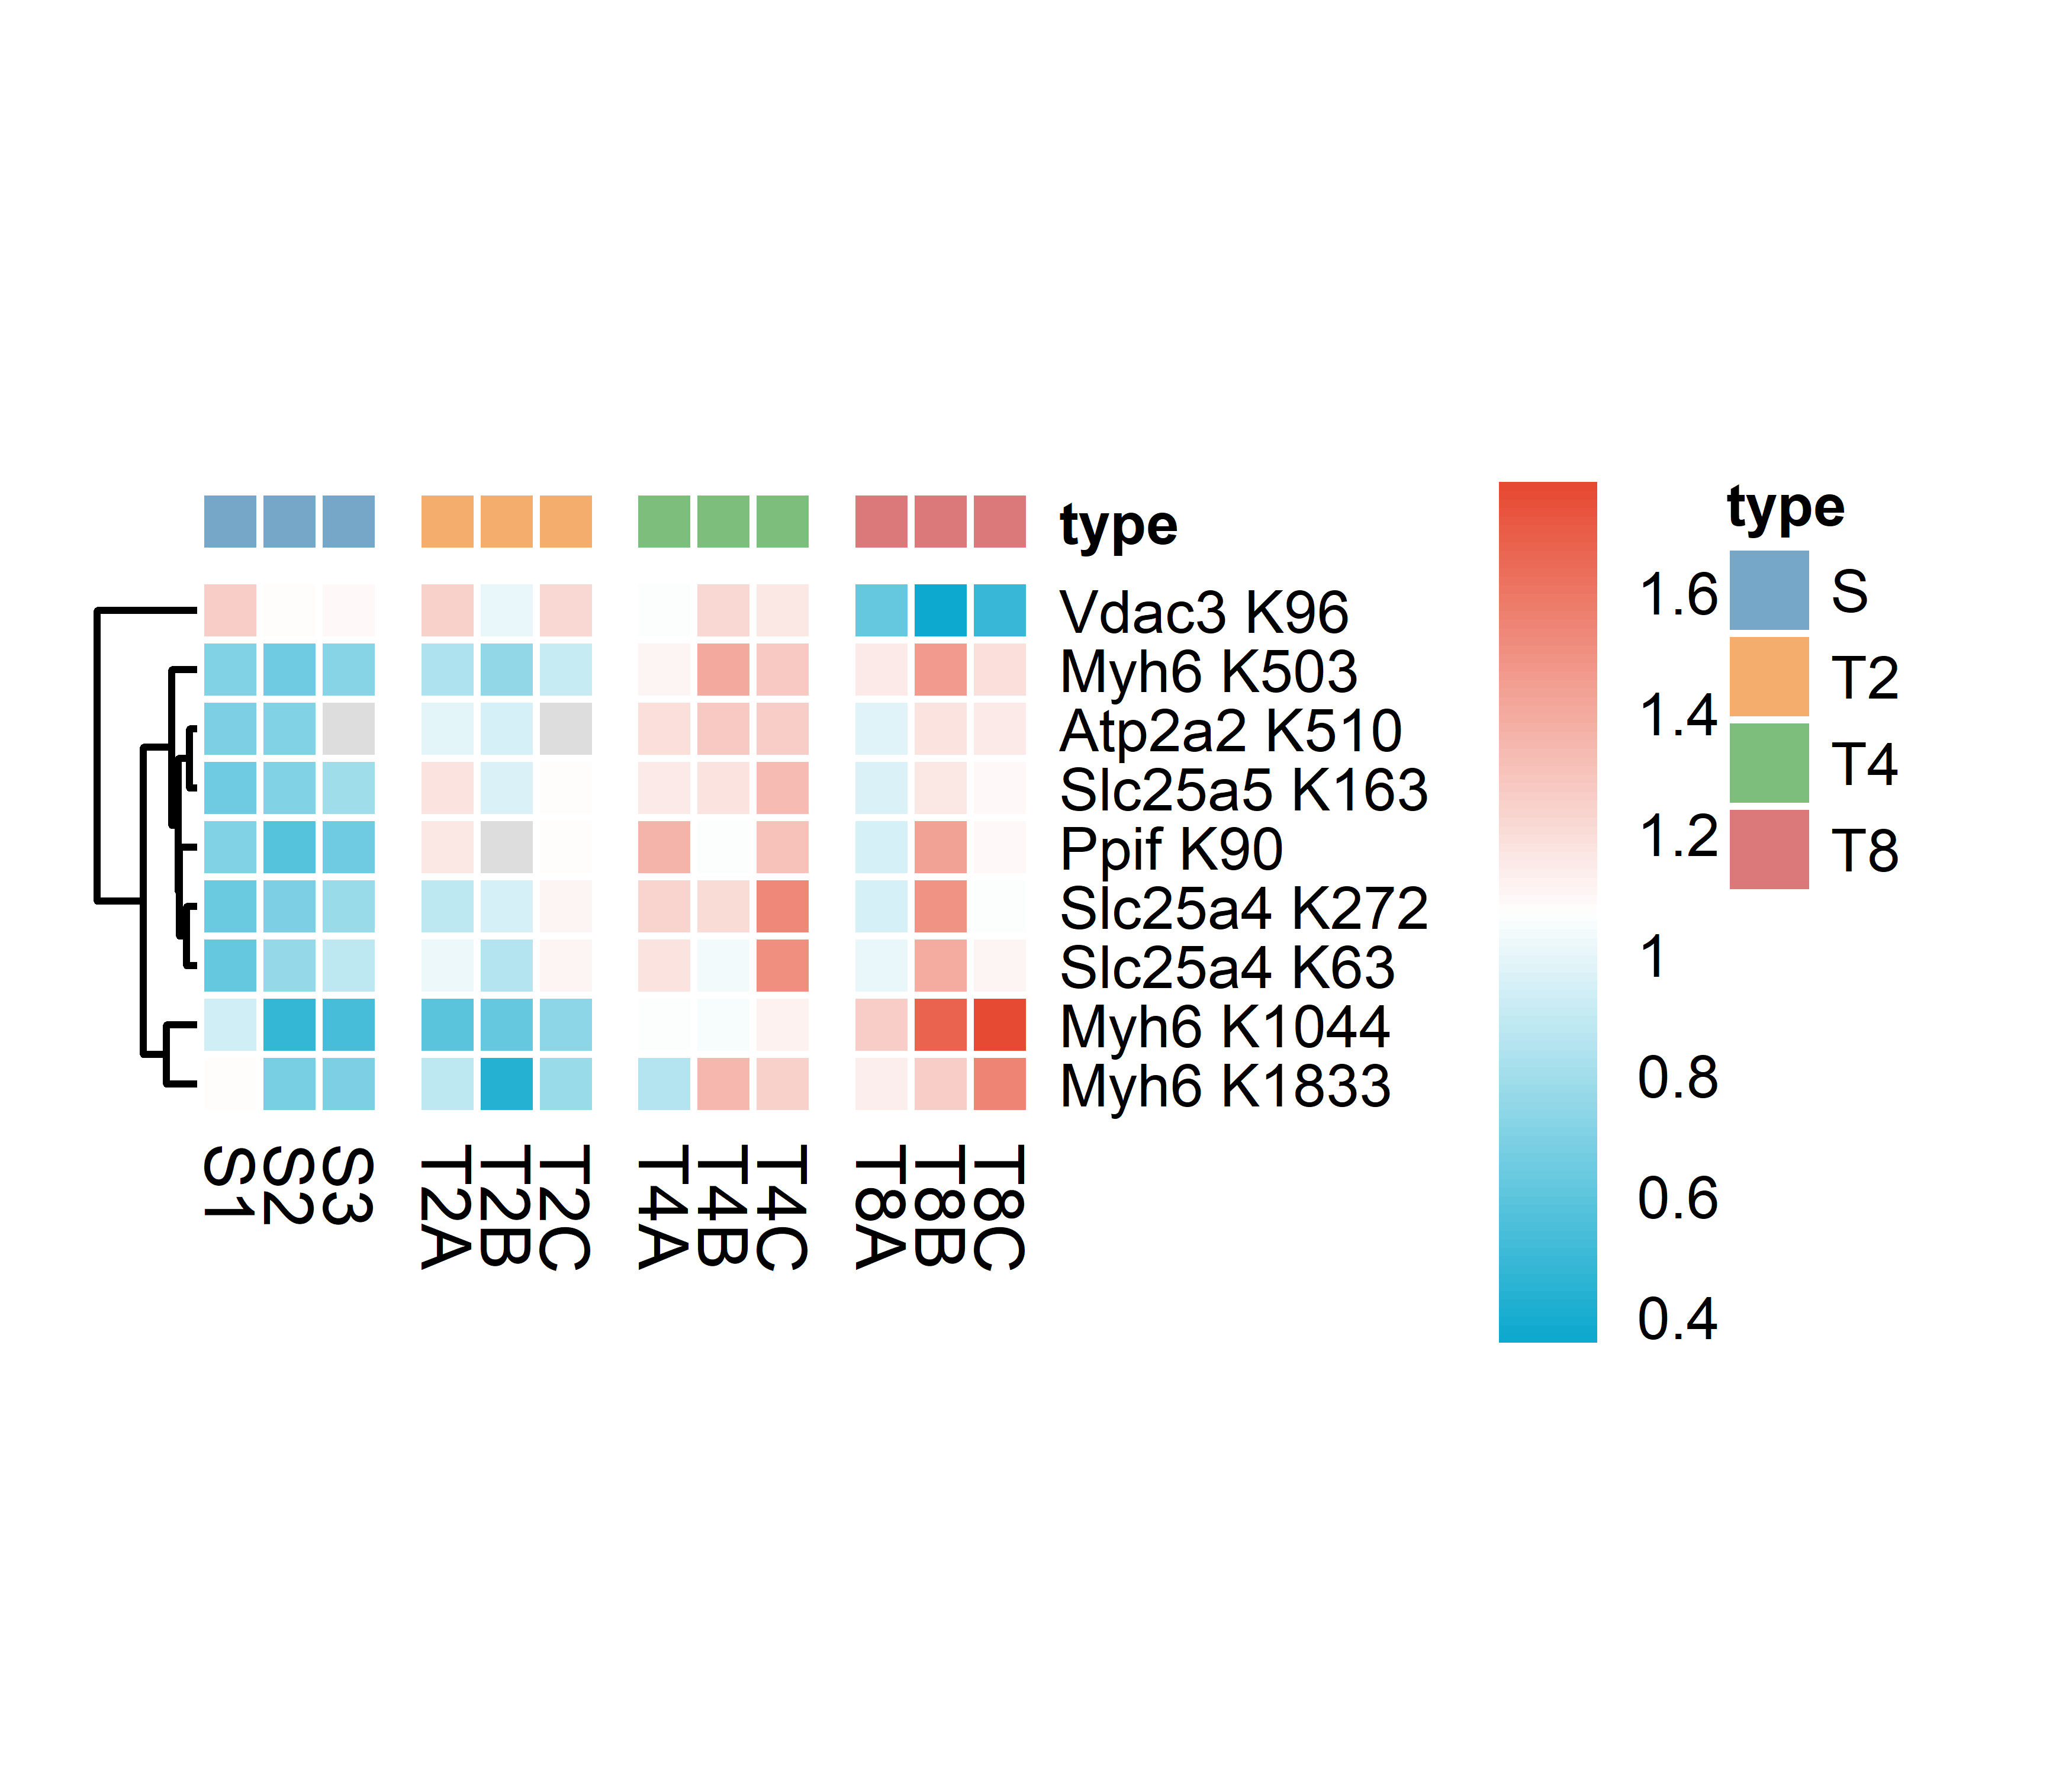 type
Vdac3 K96
Myh6 K503
Atp2a2 K510
Slc25a5 K163
Ppif K90
Slc25a4 K272
Slc25a4 K63
Myh6 K1044
Myh6 K1833
S1
S2
S3
T2A
T2B
T2C
T4A
T4B
T4C
T8A
T8B
T8C
1.6
1.4
1.2
1
0.8
0.6
0.4
type
S
T2
T4
T8